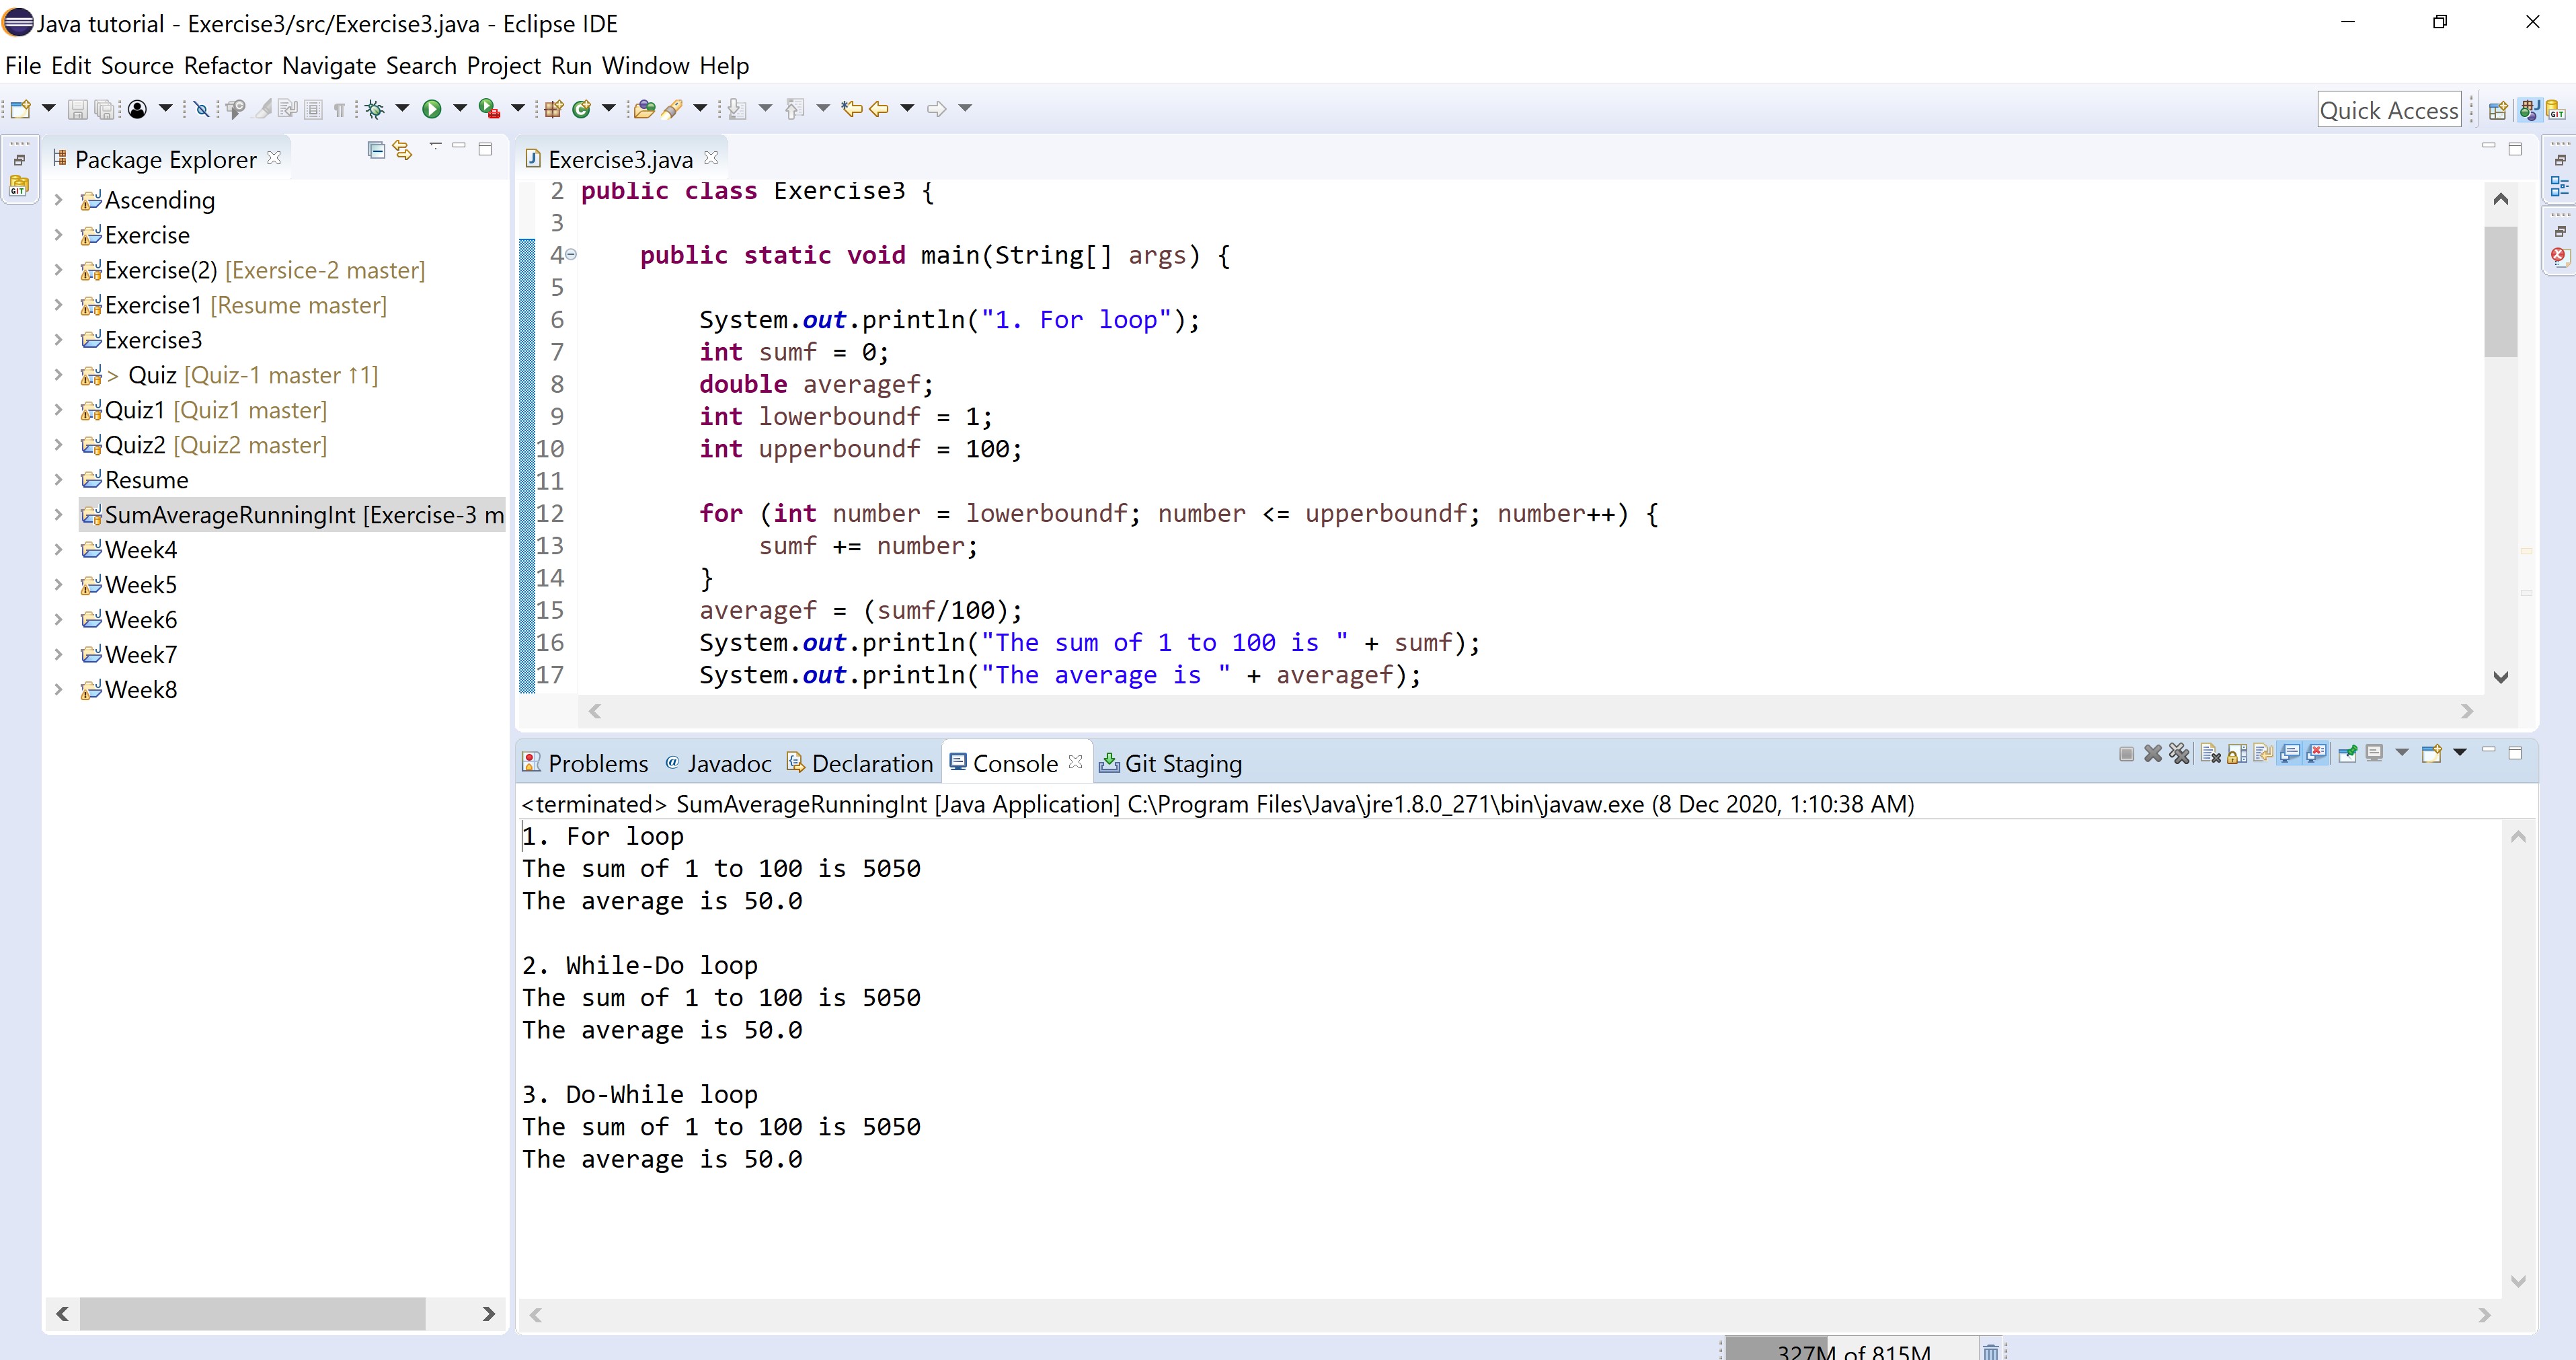 Java tutorial - Exercise3/src/Exercise3.java - Eclipse IDE
File Edit Source Refactor Navigate Search Project Run Window Help
Quick Access
Package Explorer
Ascending
Exercise
Exercise(2) [Exersice-2 master]
Exercise1 [Resume master]
Exercise3
> Quiz [Quiz-1 master ↑1]
Quiz1 [Quiz1 master]
Quiz2 [Quiz2 master]
Resume
SumAverageRunningInt [Exercise-3 m
Week4
Week5
Week6
Week7
Week8
Exercise3.java
2 public class Exercise3 {
3
4     public static void main(String[] args) {
5
6         System.out.println("1. For loop");
7         int sumf = 0;
8         double averagef;
9         int lowerboundf = 1;
10         int upperboundf = 100;
11
12         for (int number = lowerboundf; number <= upperboundf; number++) {
13             sumf += number;
14         }
15         averagef = (sumf/100);
16         System.out.println("The sum of 1 to 100 is " + sumf);
17         System.out.println("The average is " + averagef);
Problems @ Javadoc Declaration Console Git Staging
<terminated> SumAverageRunningInt [Java Application] C:\Program Files\Java\jre1.8.0_271\bin\javaw.exe (8 Dec 2020, 1:10:38 AM)
1. For loop
The sum of 1 to 100 is 5050
The average is 50.0
2. While-Do loop
The sum of 1 to 100 is 5050
The average is 50.0
3. Do-While loop
The sum of 1 to 100 is 5050
The average is 50.0
327M of 815M